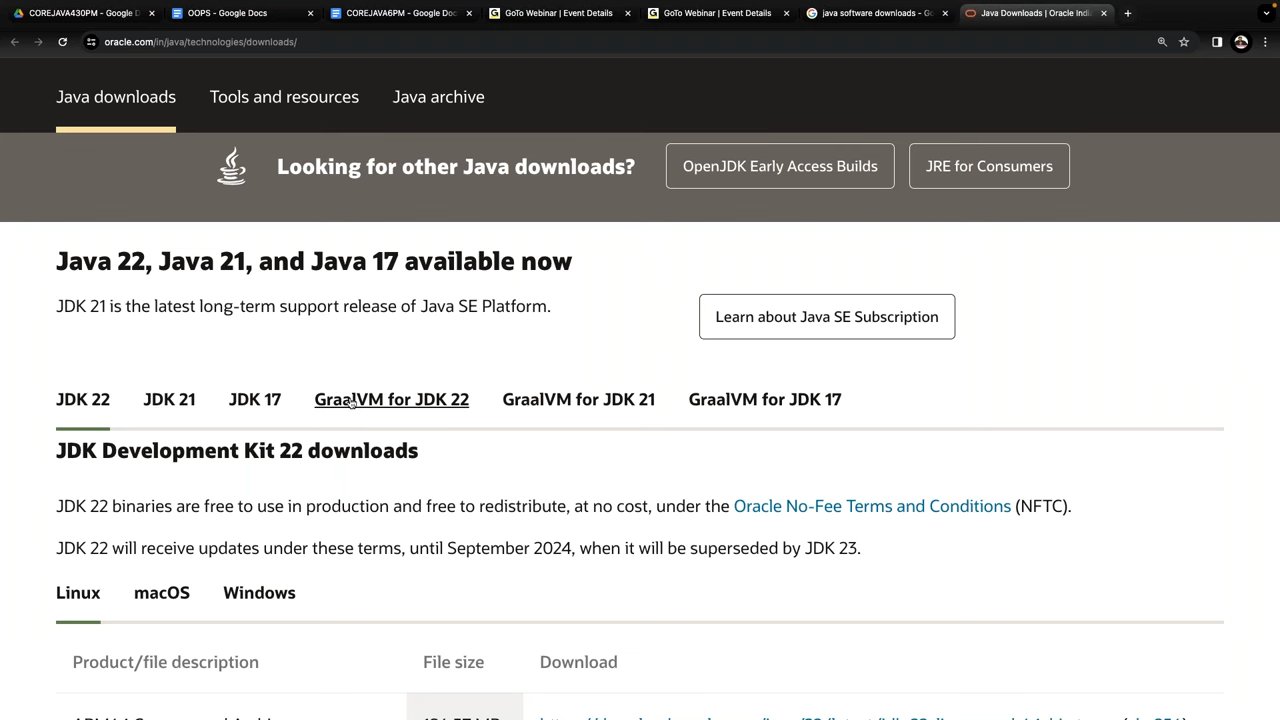 COREJAVA430PM - Google D
OOPS - Google Docs
COREJAVA6PM - Google Doc
GoTo Webinar | Event Details
GoTo Webinar | Event Details
java software downloads - Go
Java Downloads | Oracle Indi
oracle.com/in/java/technologies/downloads/
Java downloads
Tools and resources
Java archive
Looking for other Java downloads?
OpenJDK Early Access Builds
JRE for Consumers
Java 22, Java 21, and Java 17 available now
JDK 21 is the latest long-term support release of Java SE Platform.
Learn about Java SE Subscription
JDK 22
JDK 21
JDK 17
GraalVM for JDK 22
GraalVM for JDK 21
GraalVM for JDK 17
JDK Development Kit 22 downloads
JDK 22 binaries are free to use in production and free to redistribute, at no cost, under the Oracle No-Fee Terms and Conditions (NFTC).
JDK 22 will receive updates under these terms, until September 2024, when it will be superseded by JDK 23.
Linux
macOS
Windows
Product/file description
File size
Download